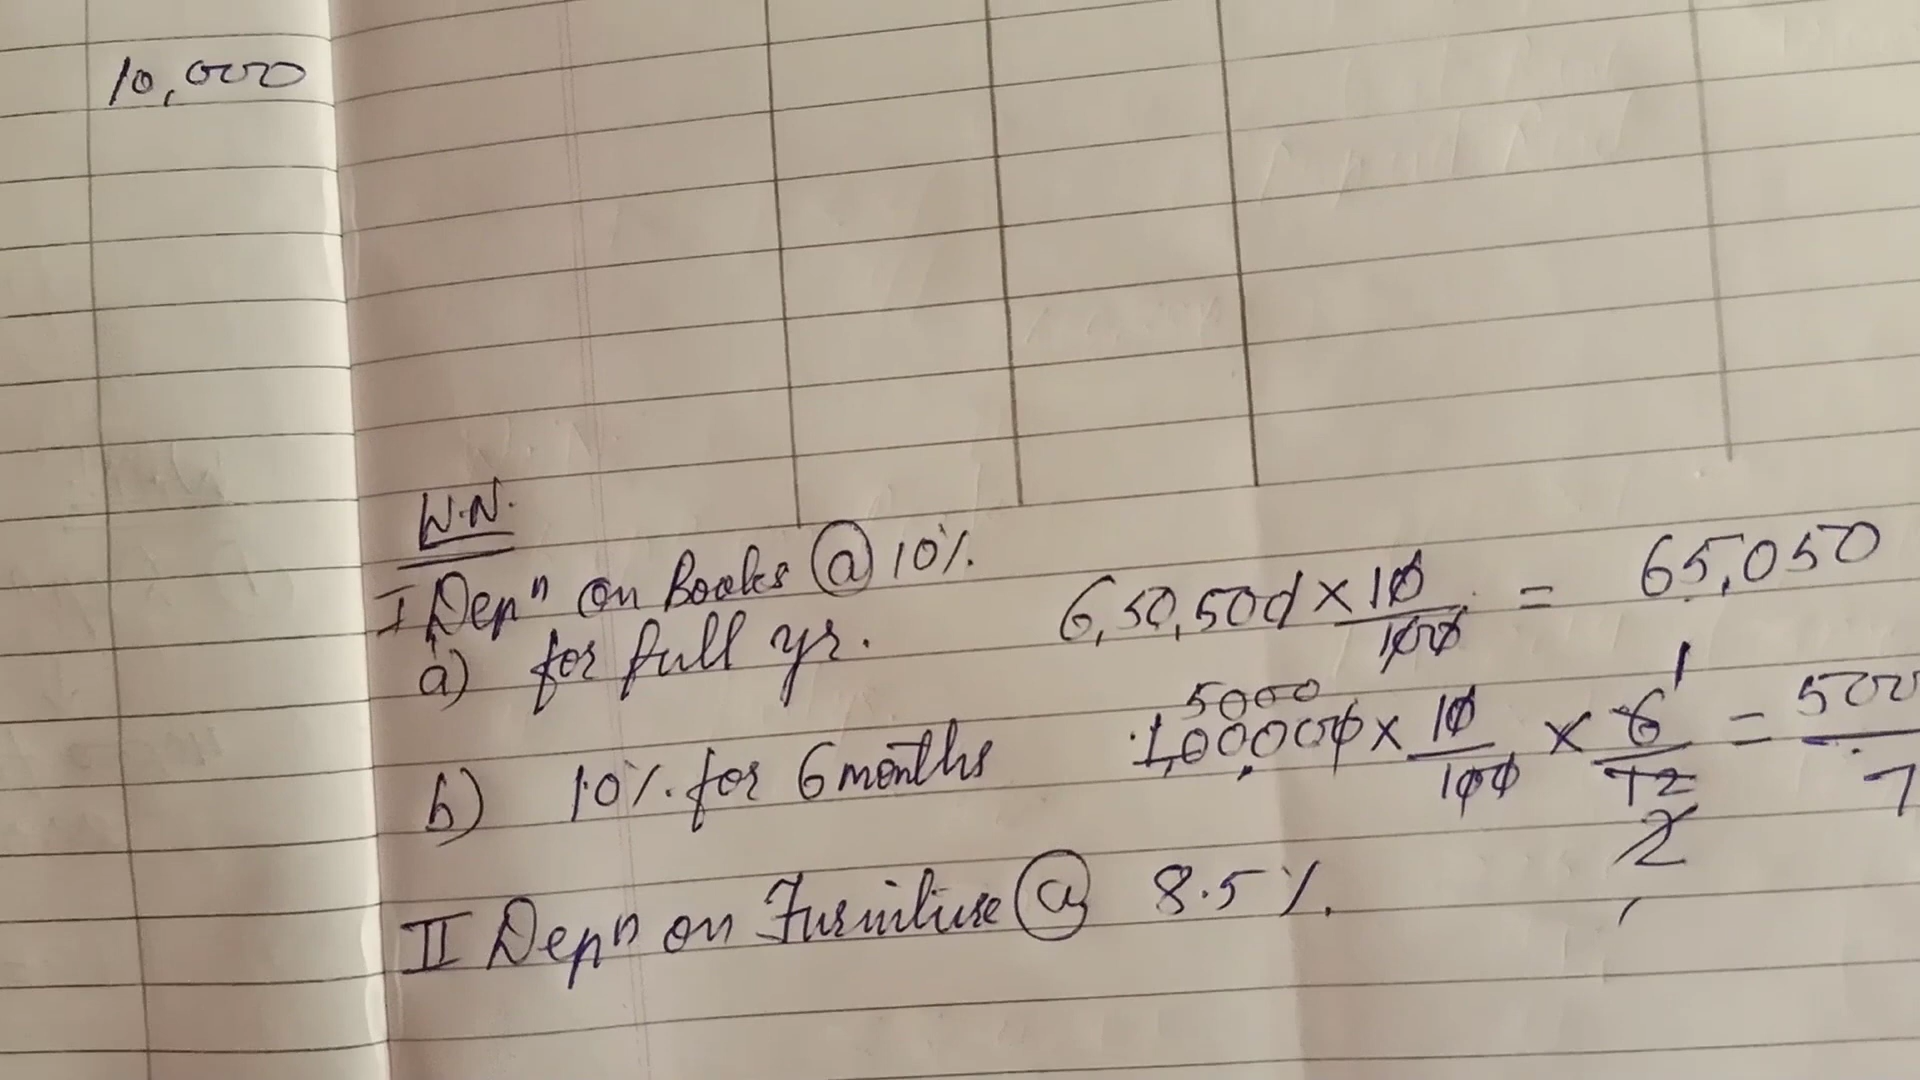 10,000
W.N.
I Depⁿ on Books @ 10%.
a) for full yr. 6,50,500 × 10/100 = 65,050
5000 1
b) 10%. for 6 months 1,00,000 × 10/100 × 6/12 = 500
2
II Depⁿ on Furniture @ 8.5%.